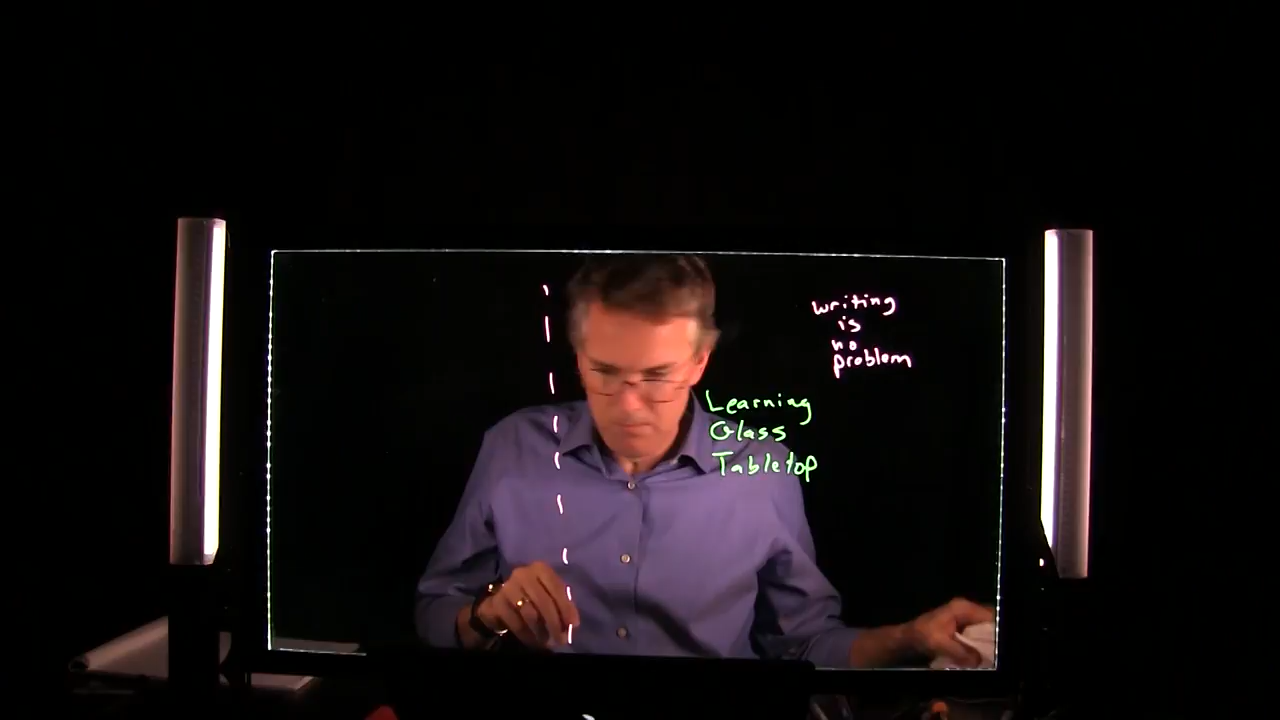 writing
is
no
problem
Learning
Glass
Tabletop